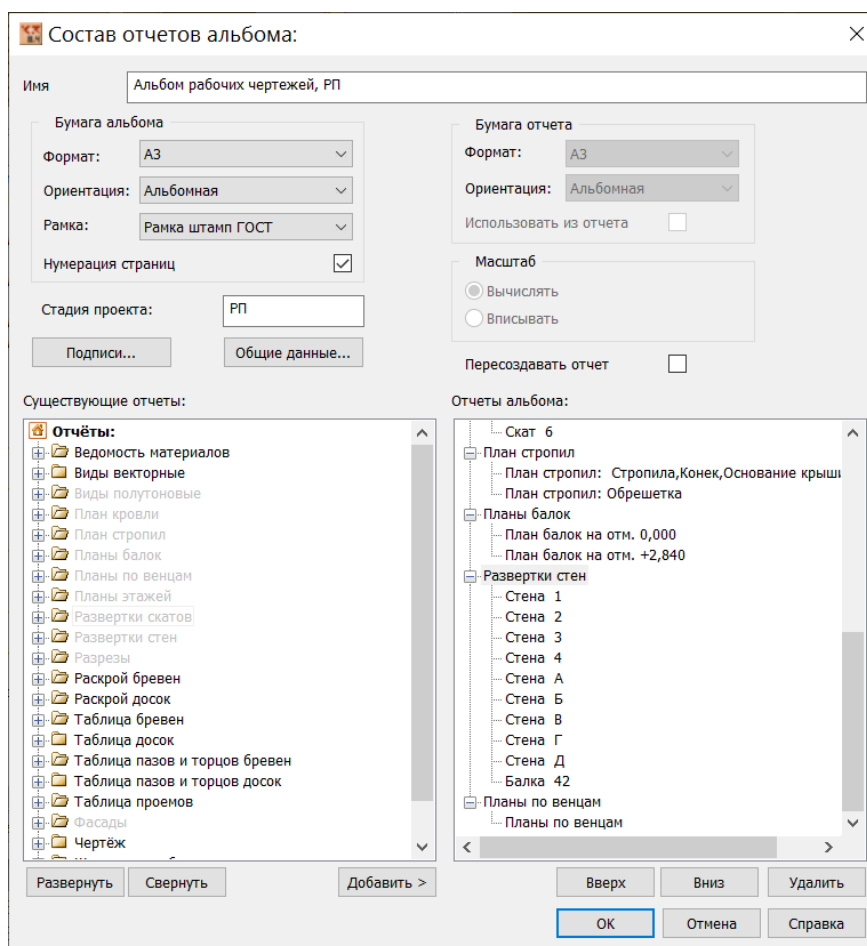 Состав отчетов альбома:
Имя
Альбом рабочих чертежей, РП
Бумага альбома
Формат:
А3
Ориентация:
Альбомная
Рамка:
Рамка штамп ГОСТ
Нумерация страниц
Стадия проекта:
РП
Подписи...
Общие данные...
Бумага отчета
Формат:
А3
Ориентация:
Альбомная
Использовать из отчета
Масштаб
Вычислять
Вписывать
Пересоздавать отчет
Существующие отчеты:
Отчёты:
Ведомость материалов
Виды векторные
Виды полутоновые
План кровли
План стропил
Планы балок
Планы по венцам
Планы этажей
Развертки скатов
Развертки стен
Разрезы
Раскрой бревен
Раскрой досок
Таблица бревен
Таблица досок
Таблица пазов и торцов бревен
Таблица пазов и торцов досок
Таблица проемов
Фасады
Чертёж
Отчеты альбома:
Скат 6
План стропил
План стропил: Стропила,Конек,Основание крыши
План стропил: Обрешетка
Планы балок
План балок на отм. 0,000
План балок на отм. +2,840
Развертки стен
Стена 1
Стена 2
Стена 3
Стена 4
Стена А
Стена Б
Стена В
Стена Г
Стена Д
Балка 42
Планы по венцам
Планы по венцам
Развернуть
Свернуть
Добавить >
Вверх
Вниз
Удалить
ОК
Отмена
Справка